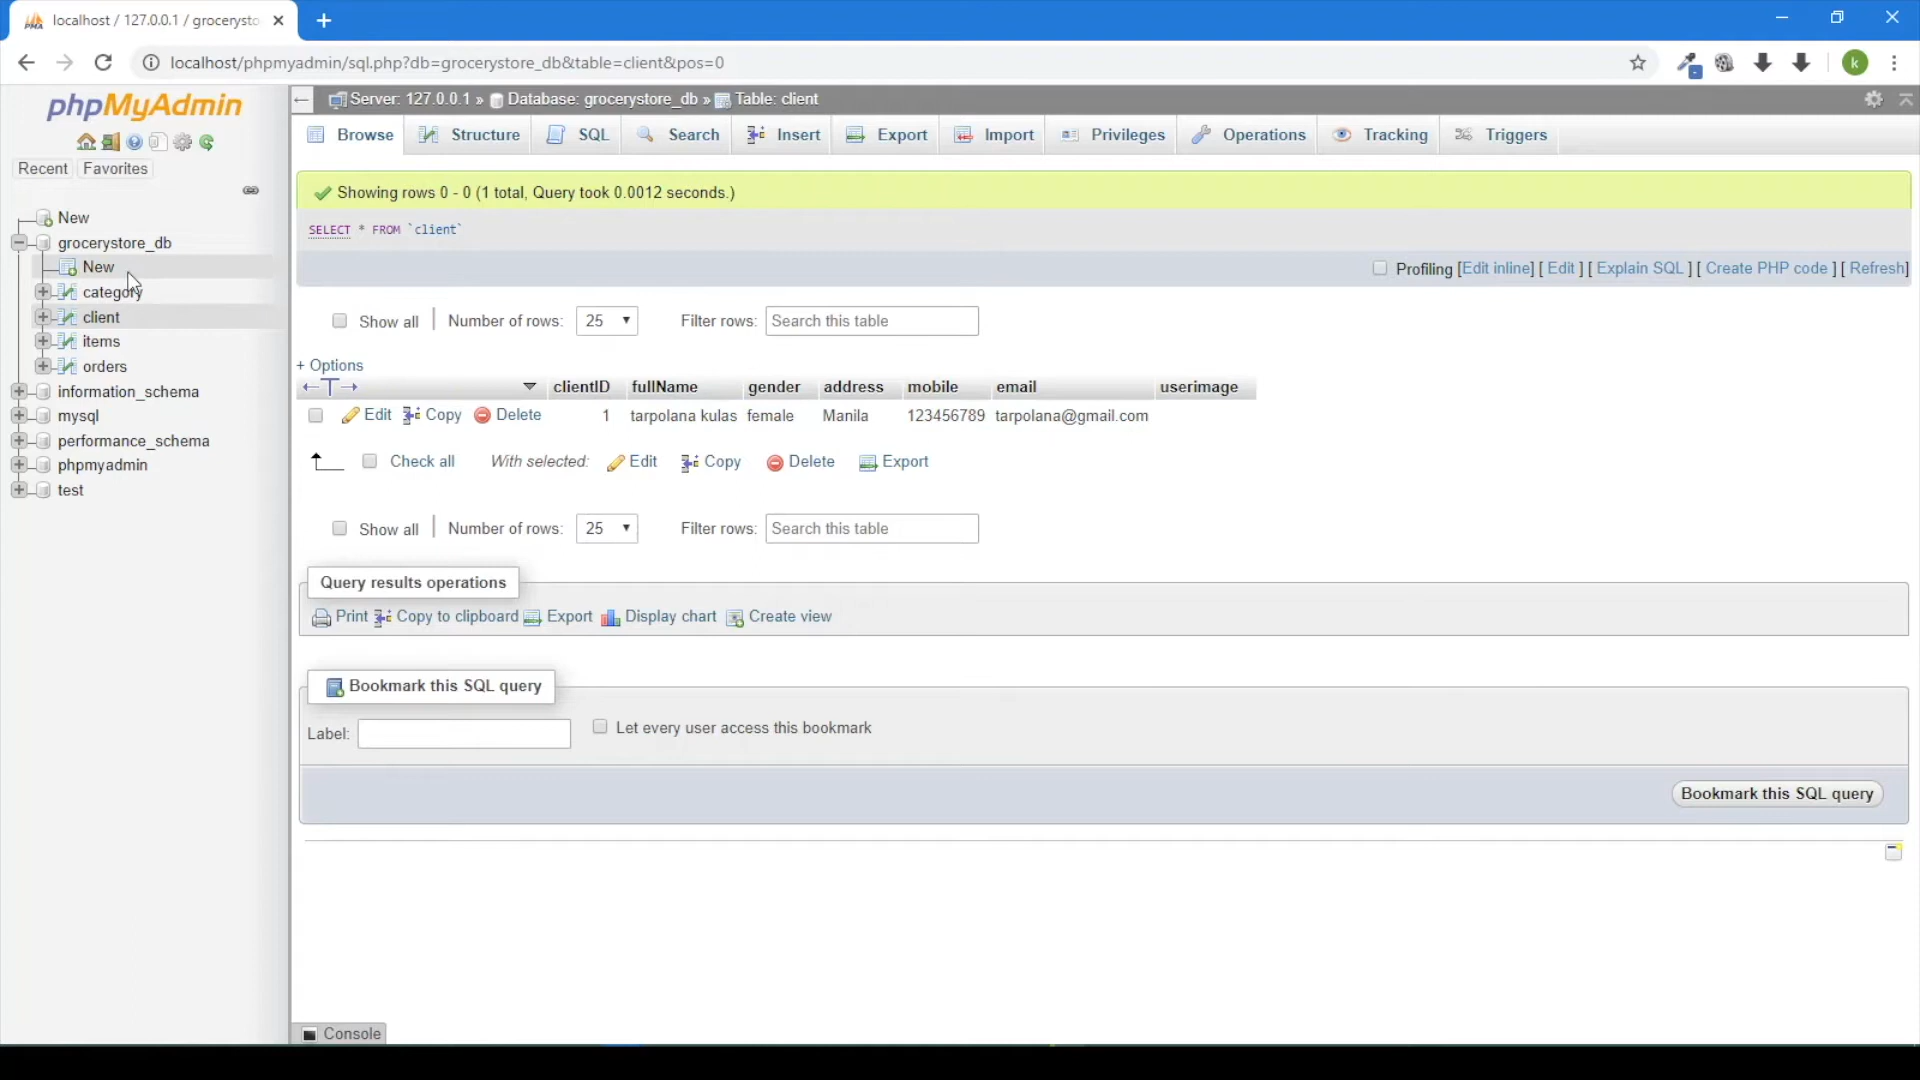 localhost / 127.0.0.1 / grocerysto
localhost/phpmyadmin/sql.php?db=grocerystore_db&table=client&pos=0
k
phpMyAdmin
Recent Favorites
New
grocerystore_db
New
category
client
items
orders
information_schema
mysql
performance_schema
phpmyadmin
test
Server: 127.0.0.1 » Database: grocerystore_db » Table: client
Browse Structure SQL Search Insert Export Import Privileges Operations Tracking Triggers
Showing rows 0 - 0 (1 total, Query took 0.0012 seconds.)
SELECT * FROM `client`
Profiling [Edit inline] [ Edit ] [ Explain SQL ] [ Create PHP code ] [ Refresh]
Show all | Number of rows: 25 Filter rows: Search this table
+ Options
clientID fullName gender address mobile email userimage
Edit Copy Delete 1 tarpolana kulas female Manila 123456789 tarpolana@gmail.com
Check all With selected: Edit Copy Delete Export
Show all | Number of rows: 25 Filter rows: Search this table
Query results operations
Print Copy to clipboard Export Display chart Create view
Bookmark this SQL query
Label: Let every user access this bookmark
Bookmark this SQL query
Console